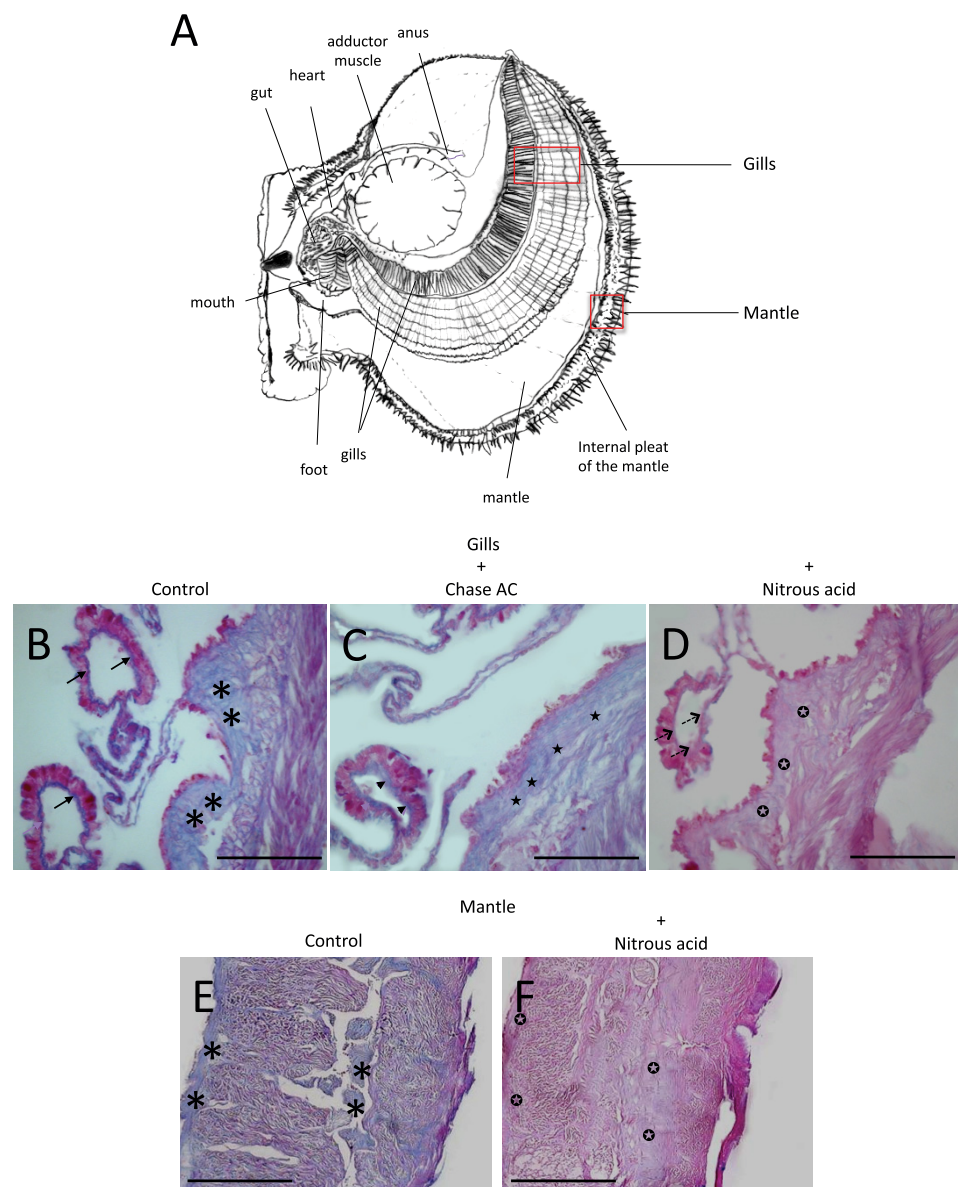 A
anus
adductor
muscle
heart
gut
Gills
mouth
Mantle
Internal pleat
of the mantle
gills
foot
mantle
Gills
+
+
Control
Chase AC
Nitrous acid
B
C
D
Mantle
+
Control
Nitrous acid
E
F